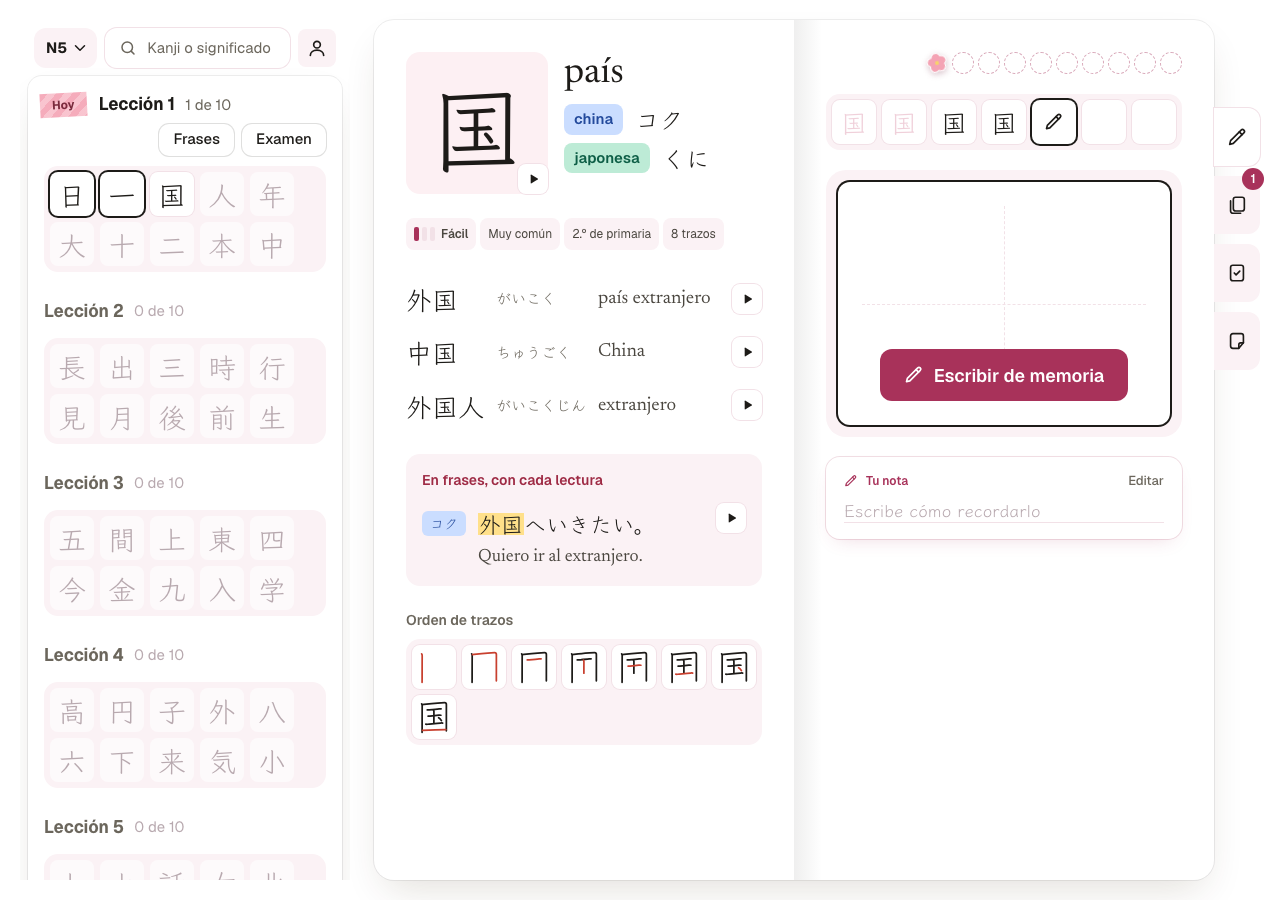 N5
Kanji o significado
Hoy Lección 1 1 de 10
Frases Examen
日 一 国 人 年
大 十 二 本 中
Lección 2 0 de 10
長 出 三 時 行
見 月 後 前 生
Lección 3 0 de 10
五 間 上 東 四
今 金 九 入 学
Lección 4 0 de 10
高 円 子 外 八
六 下 来 気 小
Lección 5 0 de 10
国
país
china コク
japonesa くに
Fácil Muy común 2.º de primaria 8 trazos
外国 がいこく país extranjero
中国 ちゅうごく China
外国人 がいこくじん extranjero
En frases, con cada lectura
コク 外国へいきたい。
Quiero ir al extranjero.
Orden de trazos
国
国
国 国 国 国
Escribir de memoria
Tu nota Editar
Escribe cómo recordarlo
1